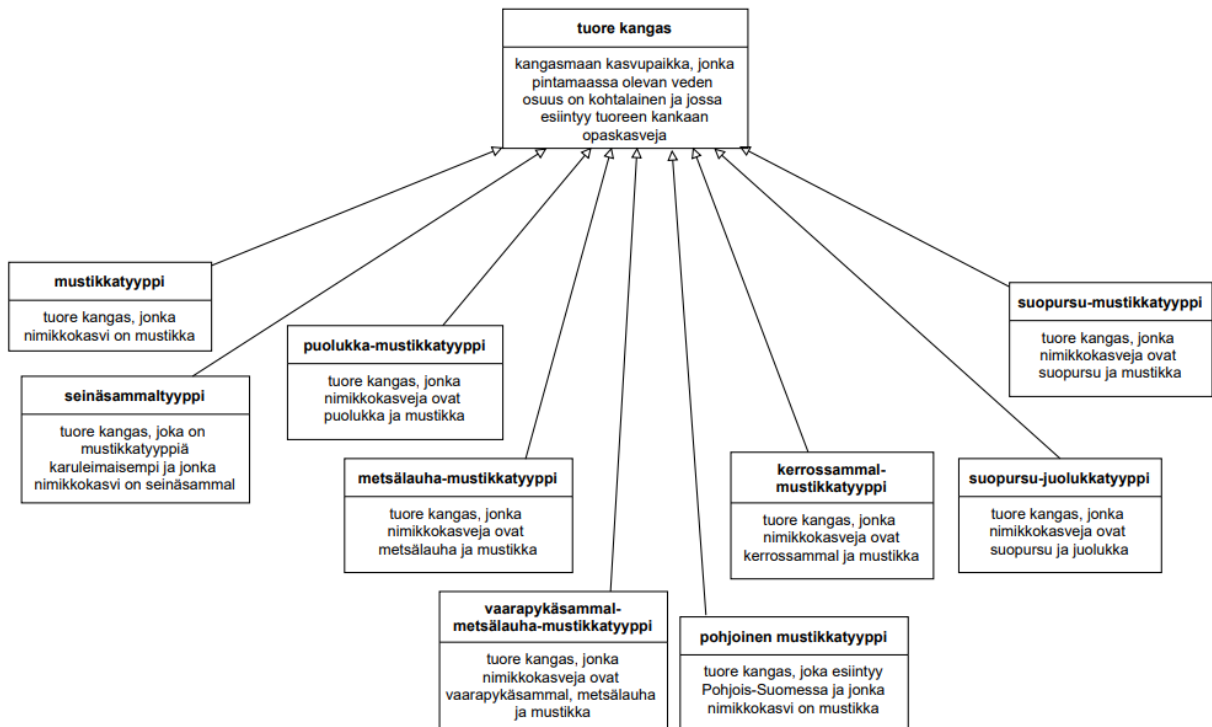 tuore kangas
kangasmaan kasvupaikka, jonka
pintamaassa olevan veden
osuus on kohtalainen ja jossa
esiintyy tuoreen kankaan
opaskasveja
mustikkatyyppi
tuore kangas, jonka
nimikkokasvi on mustikka
seinäsammaltyyppi
tuore kangas, joka on
mustikkatyyppiä
karuleimaisempi ja jonka
nimikkokasvi on seinäsammal
puolukka-mustikkatyyppi
tuore kangas, jonka
nimikkokasveja ovat
puolukka ja mustikka
metsälauha-mustikkatyyppi
tuore kangas, jonka
nimikkokasveja ovat
metsälauha ja mustikka
vaarapykäsammal-
metsälauha-mustikkatyyppi
tuore kangas, jonka
nimikkokasveja ovat
vaarapykäsammal, metsälauha
ja mustikka
pohjoinen mustikkatyyppi
tuore kangas, joka esiintyy
Pohjois-Suomessa ja jonka
nimikkokasvi on mustikka
kerrossammal-
mustikkatyyppi
tuore kangas, jonka
nimikkokasveja ovat
kerrossammal ja mustikka
suopursu-juolukkatyyppi
tuore kangas, jonka
nimikkokasveja ovat
suopursu ja juolukka
suopursu-mustikkatyyppi
tuore kangas, jonka
nimikkokasveja ovat
suopursu ja mustikka